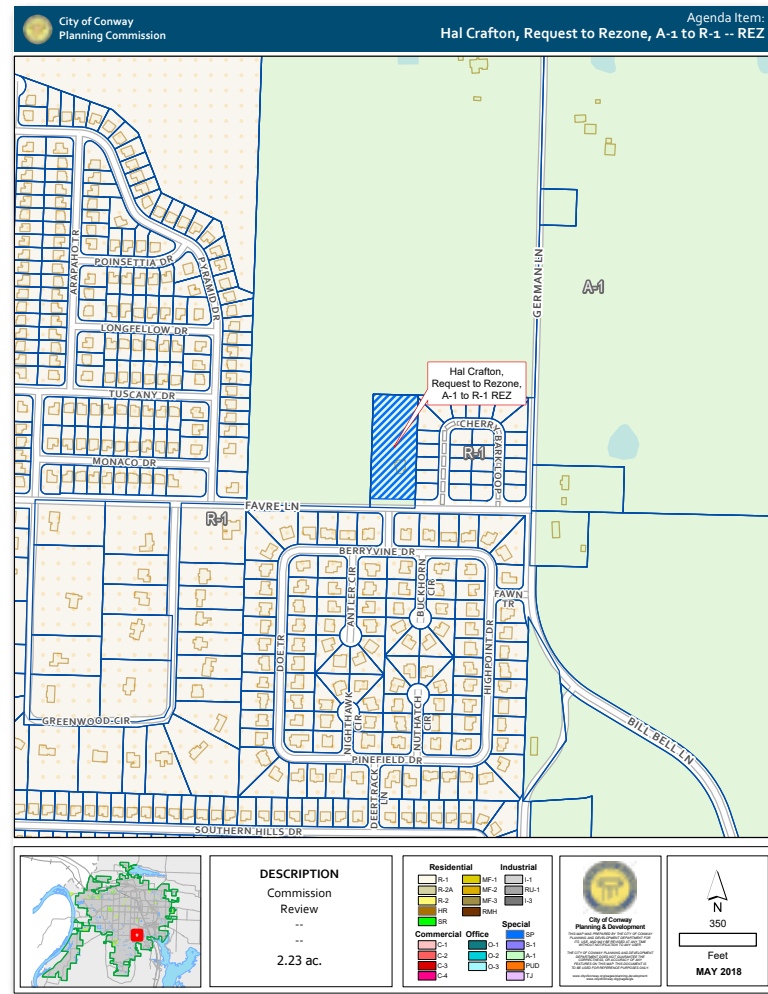 City of Conway
Planning Commission
Agenda Item:
Hal Crafton, Request to Rezone, A-1 to R-1 -- REZ
ARAPAHO TR
POINSETTIA DR
PYRAMID DR
LONGFELLOW DR
TUSCANY DR
MONACO DR
GERMAN LN
A-1
Hal Crafton,
Request to Rezone,
A-1 to R-1 REZ
CHERRY
BARK LOOP
R-1
FAVRE LN
R-1
BERRYVINE DR
ANTLER CIR
BUCKHORN
CIR
FAWN
TR
DOE TR
HIGHPOINT DR
NIGHTHAWK
CIR
NUTHATCH
CIR
GREENWOOD CIR
PINEFIELD DR
DEERTRACK
LN
BILL BELL LN
SOUTHERN HILLS DR
DESCRIPTION
Commission
Review
--
--
2.23 ac.
Residential
R-1
R-2A
R-2
HR
SR
MF-1
MF-2
MF-3
RMH
Industrial
I-1
RU-1
I-3
Commercial
C-1
C-2
C-3
C-4
Office
O-1
O-2
O-3
Special
SP
S-1
A-1
PUD
TJ
City of Conway
Planning & Development
N
350
Feet
MAY 2018